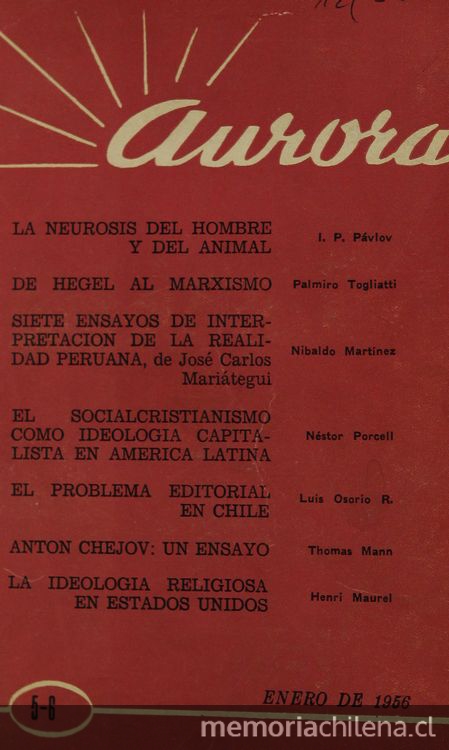 Aurora
LA NEUROSIS DEL HOMBRE
Y DEL ANIMAL
I. P. Pávlov
DE HEGEL AL MARXISMO
Palmiro Togliatti
SIETE ENSAYOS DE INTER-
PRETACION DE LA REALI-
DAD PERUANA, de José Carlos
Mariátegui
Nibaldo Martínez
EL SOCIALCRISTIANISMO
COMO IDEOLOGIA CAPITA-
LISTA EN AMERICA LATINA
Néstor Porcell
EL PROBLEMA EDITORIAL
EN CHILE
Luis Osorio R.
ANTON CHEJOV: UN ENSAYO
Thomas Mann
LA IDEOLOGIA RELIGIOSA
EN ESTADOS UNIDOS
Henri Maurel
5-6
ENERO DE 1956
memoriachilena.cl